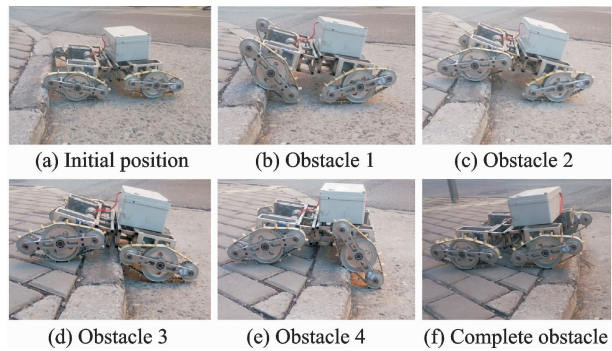 (a) Initial position
(b) Obstacle 1
(c) Obstacle 2
(d) Obstacle 3
(e) Obstacle 4
(f) Complete obstacle